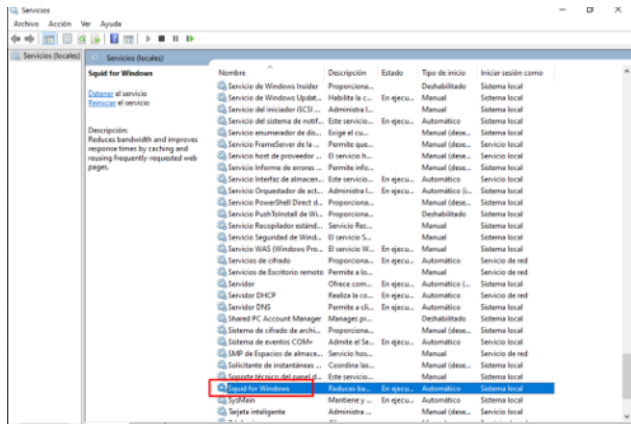 Servicios
Archivo Acción Ver Ayuda
Servicios (locales)
Servicios (locales)
Squid for Windows
Detener el servicio
Reiniciar el servicio
Descripción:
Reduces bandwidth and improves
response times by caching and
reusing frequently-requested web
pages.
Nombre Descripción Estado Tipo de inicio Iniciar sesión como
Servicio de Windows Insider Proporciona... Deshabilitado Sistema local
Servicio de Windows Updat... Habilita la c... En ejecu... Manual Sistema local
Servicio del iniciador iSCSI ... Administra l... Manual Sistema local
Servicio del sistema de notif... Este servicio... En ejecu... Automático Sistema local
Servicio enumerador de dis... Exige el cu... Manual (dese... Sistema local
Servicio FrameServer de la ... Permite que... Manual (dese... Servicio local
Servicio host de proveedor ... El servicio h... Manual Servicio local
Servicio Informe de errores ... Permite info... Manual (dese... Sistema local
Servicio Interfaz de almacen... Este servicio... En ejecu... Automático Servicio local
Servicio Orquestador de act... Administra l... En ejecu... Automático (i... Sistema local
Servicio PowerShell Direct d... Proporciona... Manual (dese... Sistema local
Servicio PushToInstall de Wi... Proporciona... Deshabilitado Sistema local
Servicio Recopilador estánd... Servicio Rec... Manual Sistema local
Servicio Seguridad de Wind... El servicio S... Manual Sistema local
Servicio WAS (Windows Pro... El servicio W... En ejecu... Manual Sistema local
Servicios de cifrado Proporciona... En ejecu... Automático Servicio de red
Servicios de Escritorio remoto Permite a lo... Manual Servicio de red
Servidor Ofrece com... En ejecu... Automático (... Sistema local
Servidor DHCP Realiza la co... En ejecu... Automático Servicio de red
Servidor DNS Permite a cli... En ejecu... Automático Sistema local
Shared PC Account Manager Manages pr... Deshabilitado Sistema local
Sistema de cifrado de archi... Proporciona... Manual (dese... Sistema local
Sistema de eventos COM+ Admite el Se... En ejecu... Automático Servicio local
SMP de Espacios de almace... Servicio hos... Manual Servicio de red
Solicitante de instantáneas ... Coordina las... Manual (dese... Sistema local
Soporte técnico del panel d... Este servicio... Manual Sistema local
Squid for Windows Reduces ba... En ejecu... Automático Sistema local
SysMain Mantiene y ... En ejecu... Automático Sistema local
Tarjeta inteligente Administra ... Manual (dese... Servicio local